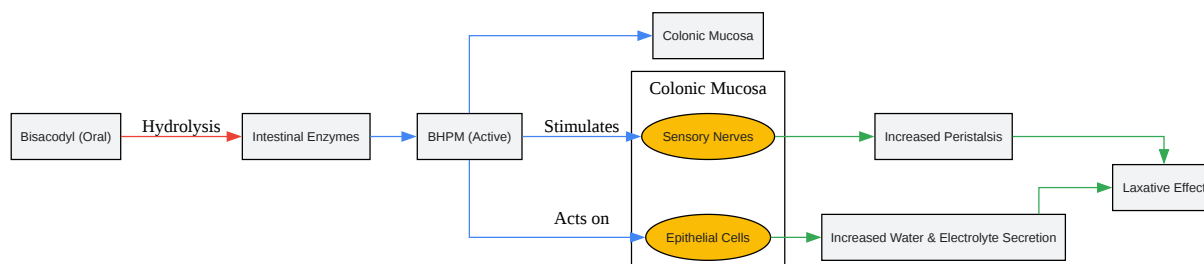 Colonic Mucosa
Colonic Mucosa
Bisacodyl (Oral)
Hydrolysis
Intestinal Enzymes
BHPM (Active)
Stimulates
Sensory Nerves
Increased Peristalsis
Laxative Effect
Acts on
Epithelial Cells
Increased Water & Electrolyte Secretion